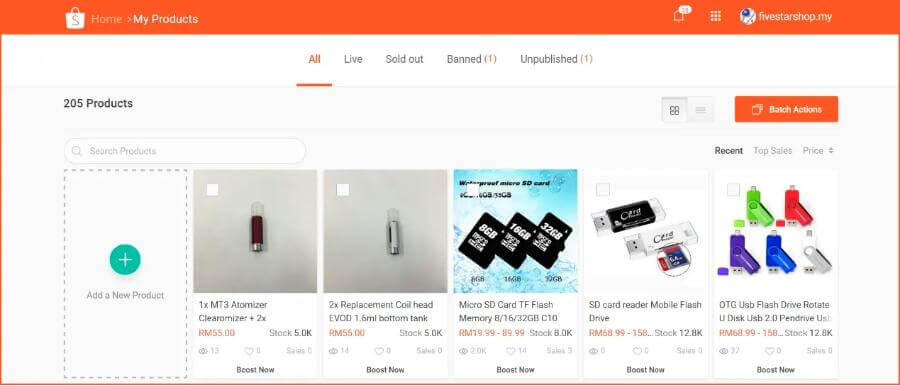 Home > My Products
fivestarshop.my
All Live Sold out Banned (1) Unpublished (1)
205 Products
Batch Actions
Search Products
Recent Top Sales Price
Add a New Product
Waterproof micro SD card
8GB 16GB 32GB
8GB 16GB 32GB
1x MT3 Atomizer
Clearomizer + 2x
RM55.00 Stock 5.0K
13 0 Sales 0
Boost Now
2x Replacement Coil head
EVOD 1.6ml bottom tank
RM55.00 Stock 5.0K
14 0 Sales 0
Boost Now
Micro SD Card TF Flash
Memory 8/16/32GB C10
RM19.99 - 89.99 Stock 8.0K
2.0K 14 Sales 3
Boost Now
SD card reader Mobile Flash
Drive
RM68.99 - 158... Stock 12.8K
6 0 Sales 0
Boost Now
OTG Usb Flash Drive Rotate
U Disk Usb 2.0 Pendrive Usb
RM68.99 - 158... Stock 12.8K
37 0 Sales 0
Boost Now